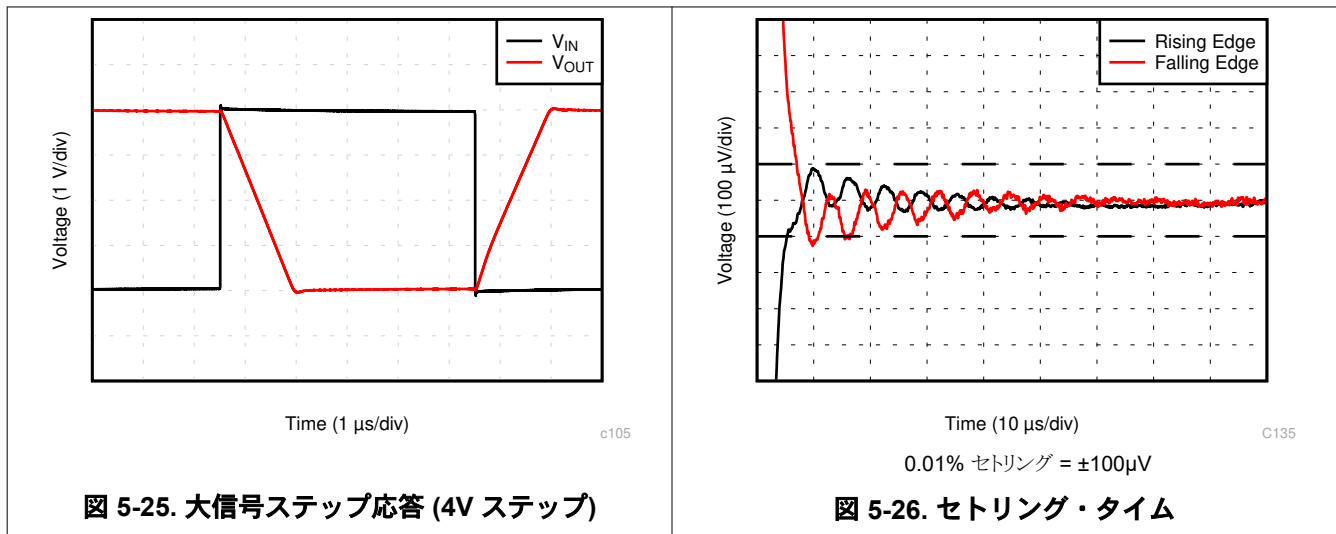 V_IN
V_OUT
Voltage (1 V/div)
Time (1 µs/div)
c105
図 5-25. 大信号ステップ応答 (4V ステップ)
Rising Edge
Falling Edge
Voltage (100 µV/div)
Time (10 µs/div)
C135
0.01% セトリング = ±100µV
図 5-26. セトリング・タイム